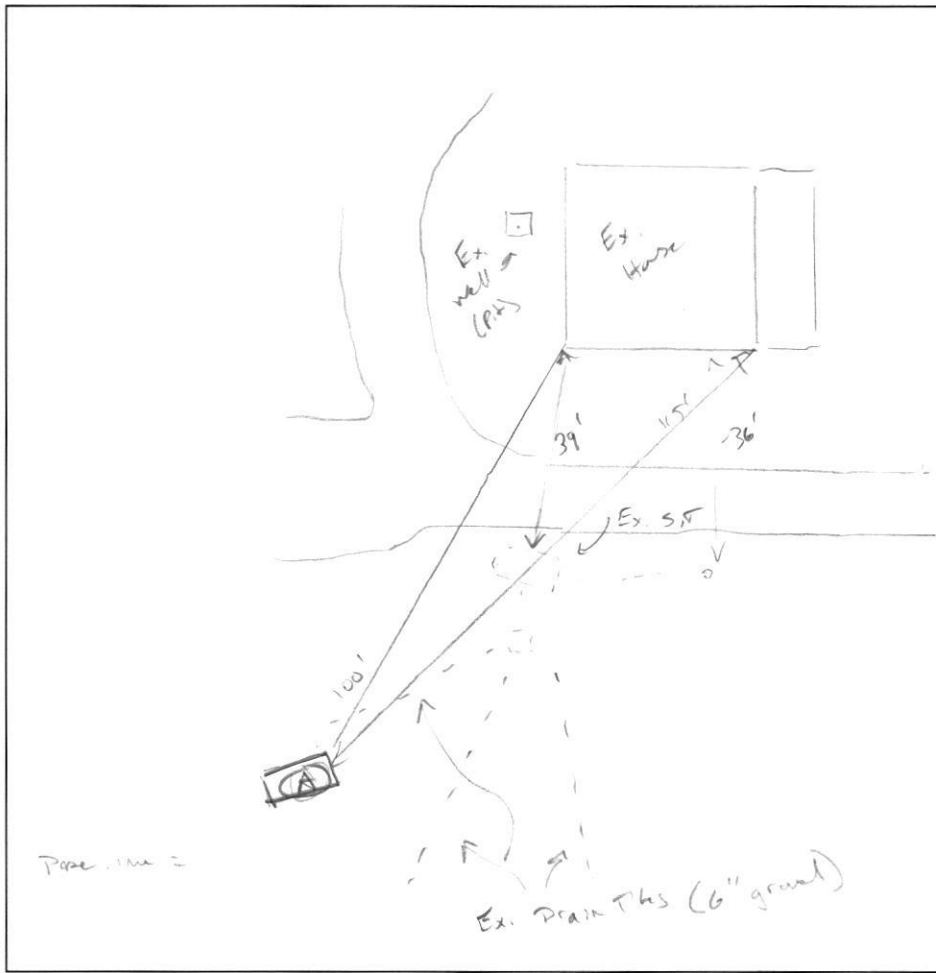 Ex.
well
(Pit)
Ex.
House
39'
115'
36'
Ex. S.T
100'
A
=
Ex. Drain Tiles (6" gravel)